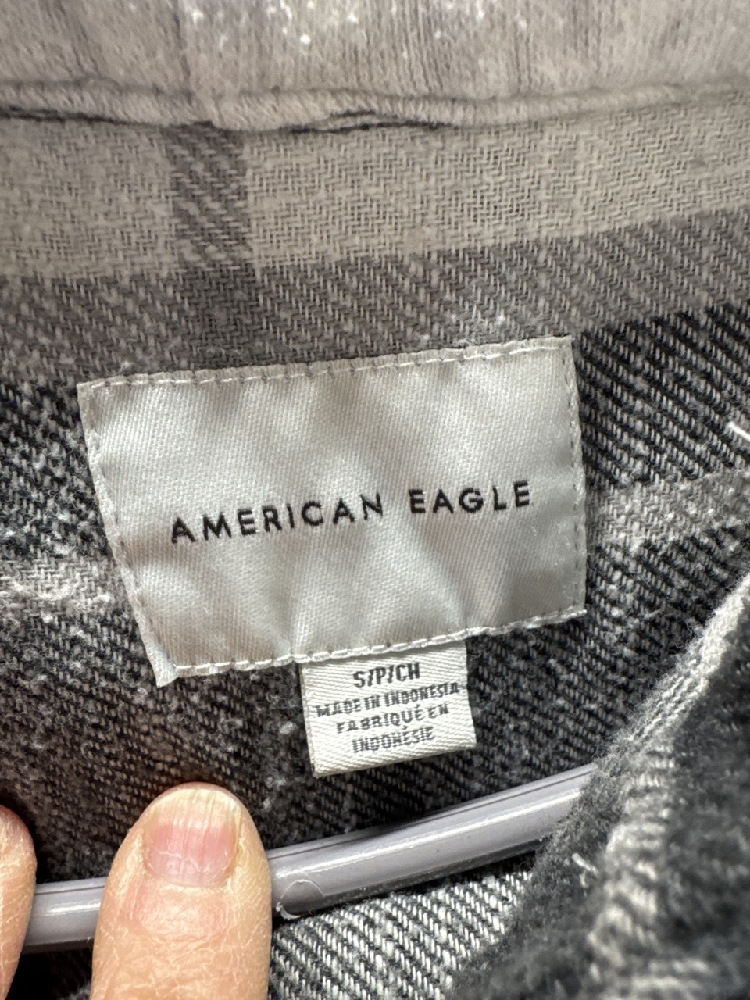 AMERICAN EAGLE
S/P/CH
MADE IN INDONESIA
FABRIQUÉ EN
INDONÉSIE